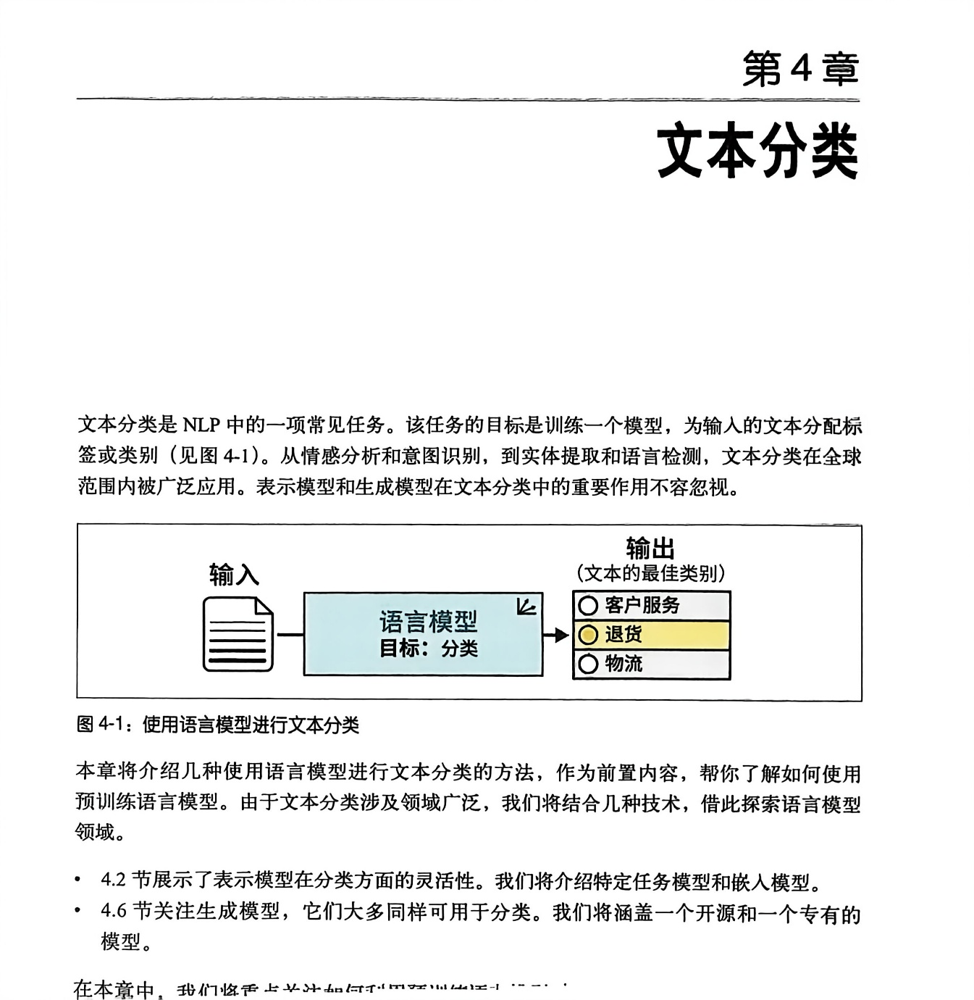 第 4 章
文本分类
文本分类是 NLP 中的一项常见任务。该任务的目标是训练一个模型，为输入的文本分配标
签或类别（见图 4-1）。从情感分析和意图识别，到实体提取和语言检测，文本分类在全球
范围内被广泛应用。表示模型和生成模型在文本分类中的重要作用不容忽视。
输入
语言模型
目标：分类
输出
（文本的最佳类别）
客户服务
退货
物流
图 4-1：使用语言模型进行文本分类
本章将介绍几种使用语言模型进行文本分类的方法，作为前置内容，帮你了解如何使用
预训练语言模型。由于文本分类涉及领域广泛，我们将结合几种技术，借此探索语言模型
领域。
• 4.2 节展示了表示模型在分类方面的灵活性。我们将介绍特定任务模型和嵌入模型。
• 4.6 节关注生成模型，它们大多同样可用于分类。我们将涵盖一个开源和一个专有的
模型。
在本章中，我们将重点关注如何利用预训练语言